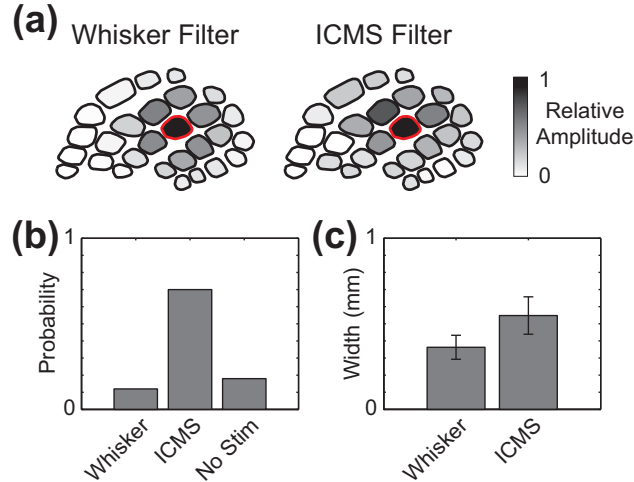 (a)
Whisker Filter
ICMS Filter
1
Relative
Amplitude
0
(b)
1
Probability
0
Whisker
ICMS
No Stim
(c)
1
Width (mm)
0
Whisker
ICMS